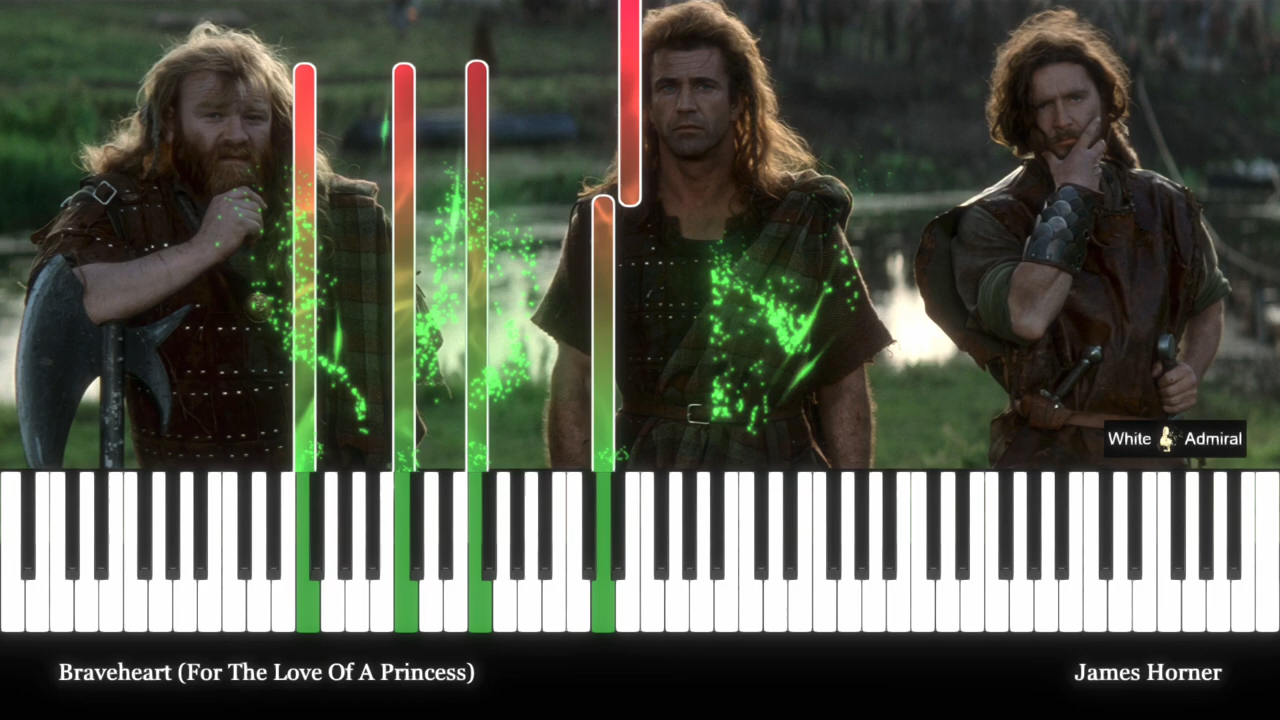 White Admiral
Braveheart (For The Love Of A Princess)
James Horner